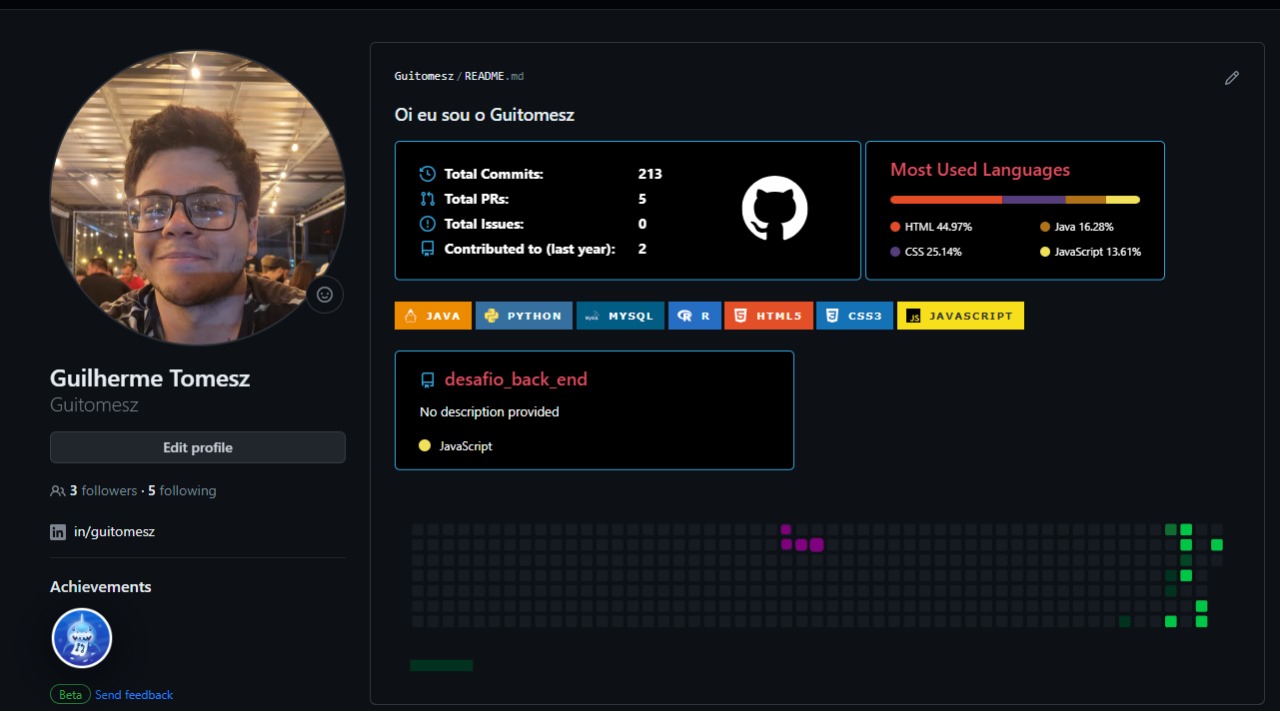 Guilherme Tomesz
Guitomesz
Edit profile
3 followers · 5 following
in/guitomesz
Achievements
Beta Send feedback
Guitomesz/README.md
Oi eu sou o Guitomesz
Total Commits: 213
Total PRs: 5
Total Issues: 0
Contributed to (last year): 2
Most Used Languages
HTML 44.97%
Java 16.28%
CSS 25.14%
JavaScript 13.61%
JAVA PYTHON MYSQL R HTML5 CSS3 JS JAVASCRIPT
desafio_back_end
No description provided
JavaScript